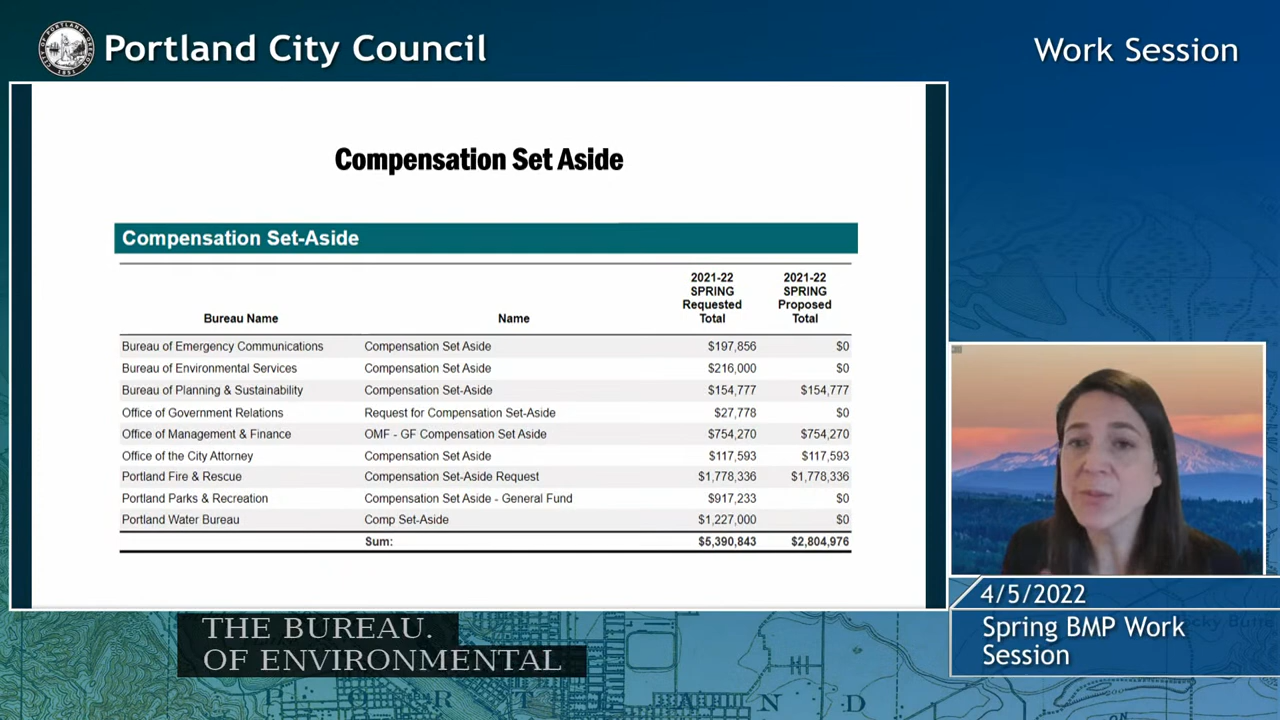 Portland City Council
Work Session
Compensation Set Aside
Compensation Set-Aside
Bureau Name Name 2021-22 SPRING Requested Total 2021-22 SPRING Proposed Total
Bureau of Emergency Communications Compensation Set Aside $197,856 $0
Bureau of Environmental Services Compensation Set Aside $216,000 $0
Bureau of Planning & Sustainability Compensation Set-Aside $154,777 $154,777
Office of Government Relations Request for Compensation Set-Aside $27,778 $0
Office of Management & Finance OMF - GF Compensation Set Aside $754,270 $754,270
Office of the City Attorney Compensation Set Aside $117,593 $117,593
Portland Fire & Rescue Compensation Set-Aside Request $1,778,336 $1,778,336
Portland Parks & Recreation Compensation Set Aside - General Fund $917,233 $0
Portland Water Bureau Comp Set-Aside $1,227,000 $0
Sum: $5,390,843 $2,804,976
4/5/2022
Spring BMP Work
Session
THE BUREAU.
OF ENVIRONMENTAL
P O R T L A N D